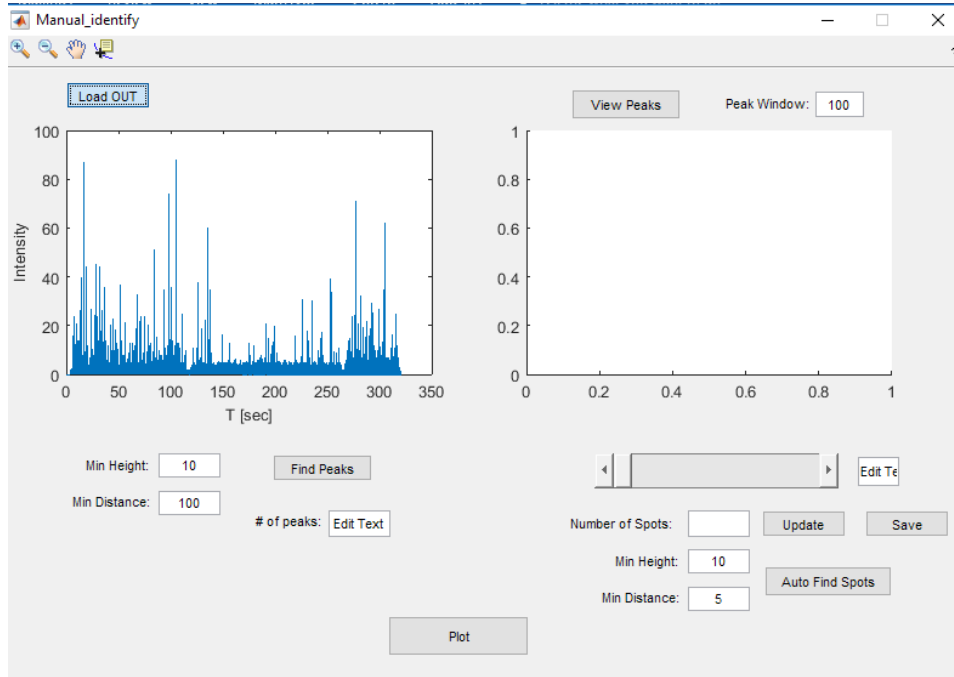 Manual_identify
Load OUT
View Peaks
Peak Window: 100
100
80
60
40
20
0
Intensity
0 50 100 150 200 250 300 350
T [sec]
1
0.8
0.6
0.4
0.2
0
0 0.2 0.4 0.6 0.8 1
Min Height: 10
Find Peaks
Min Distance: 100
# of peaks: Edit Text
Edit Te
Number of Spots:
Update
Save
Min Height: 10
Auto Find Spots
Min Distance: 5
Plot